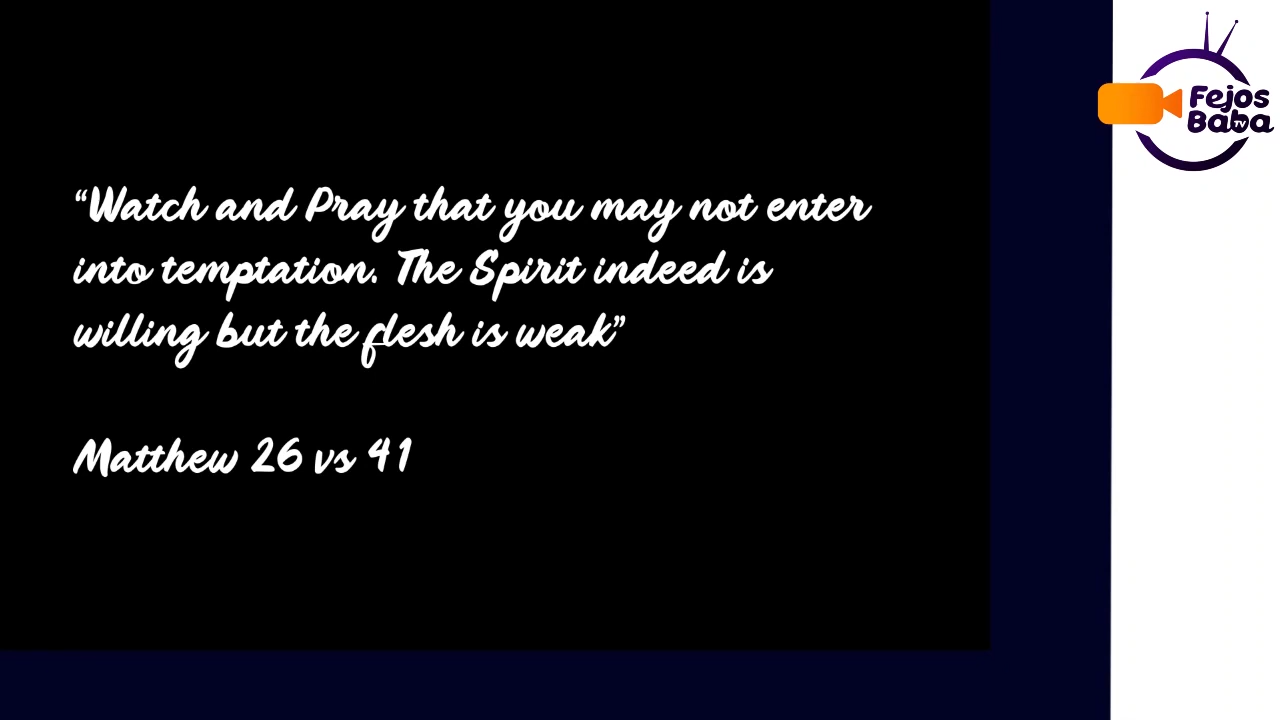 “Watch and Pray that you may not enter
into temptation. The Spirit indeed is
willing but the flesh is weak”
Matthew 26 vs 41
Fejos
Baba
TV